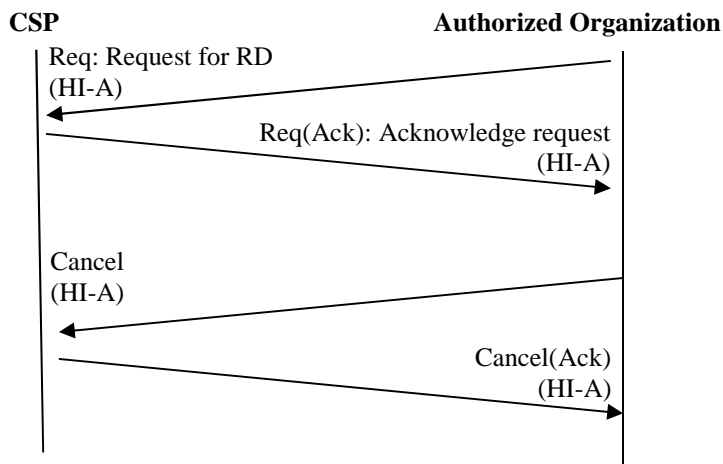 CSP
Authorized Organization
Req: Request for RD
(HI-A)
Req(Ack): Acknowledge request
(HI-A)
Cancel
(HI-A)
Cancel(Ack)
(HI-A)